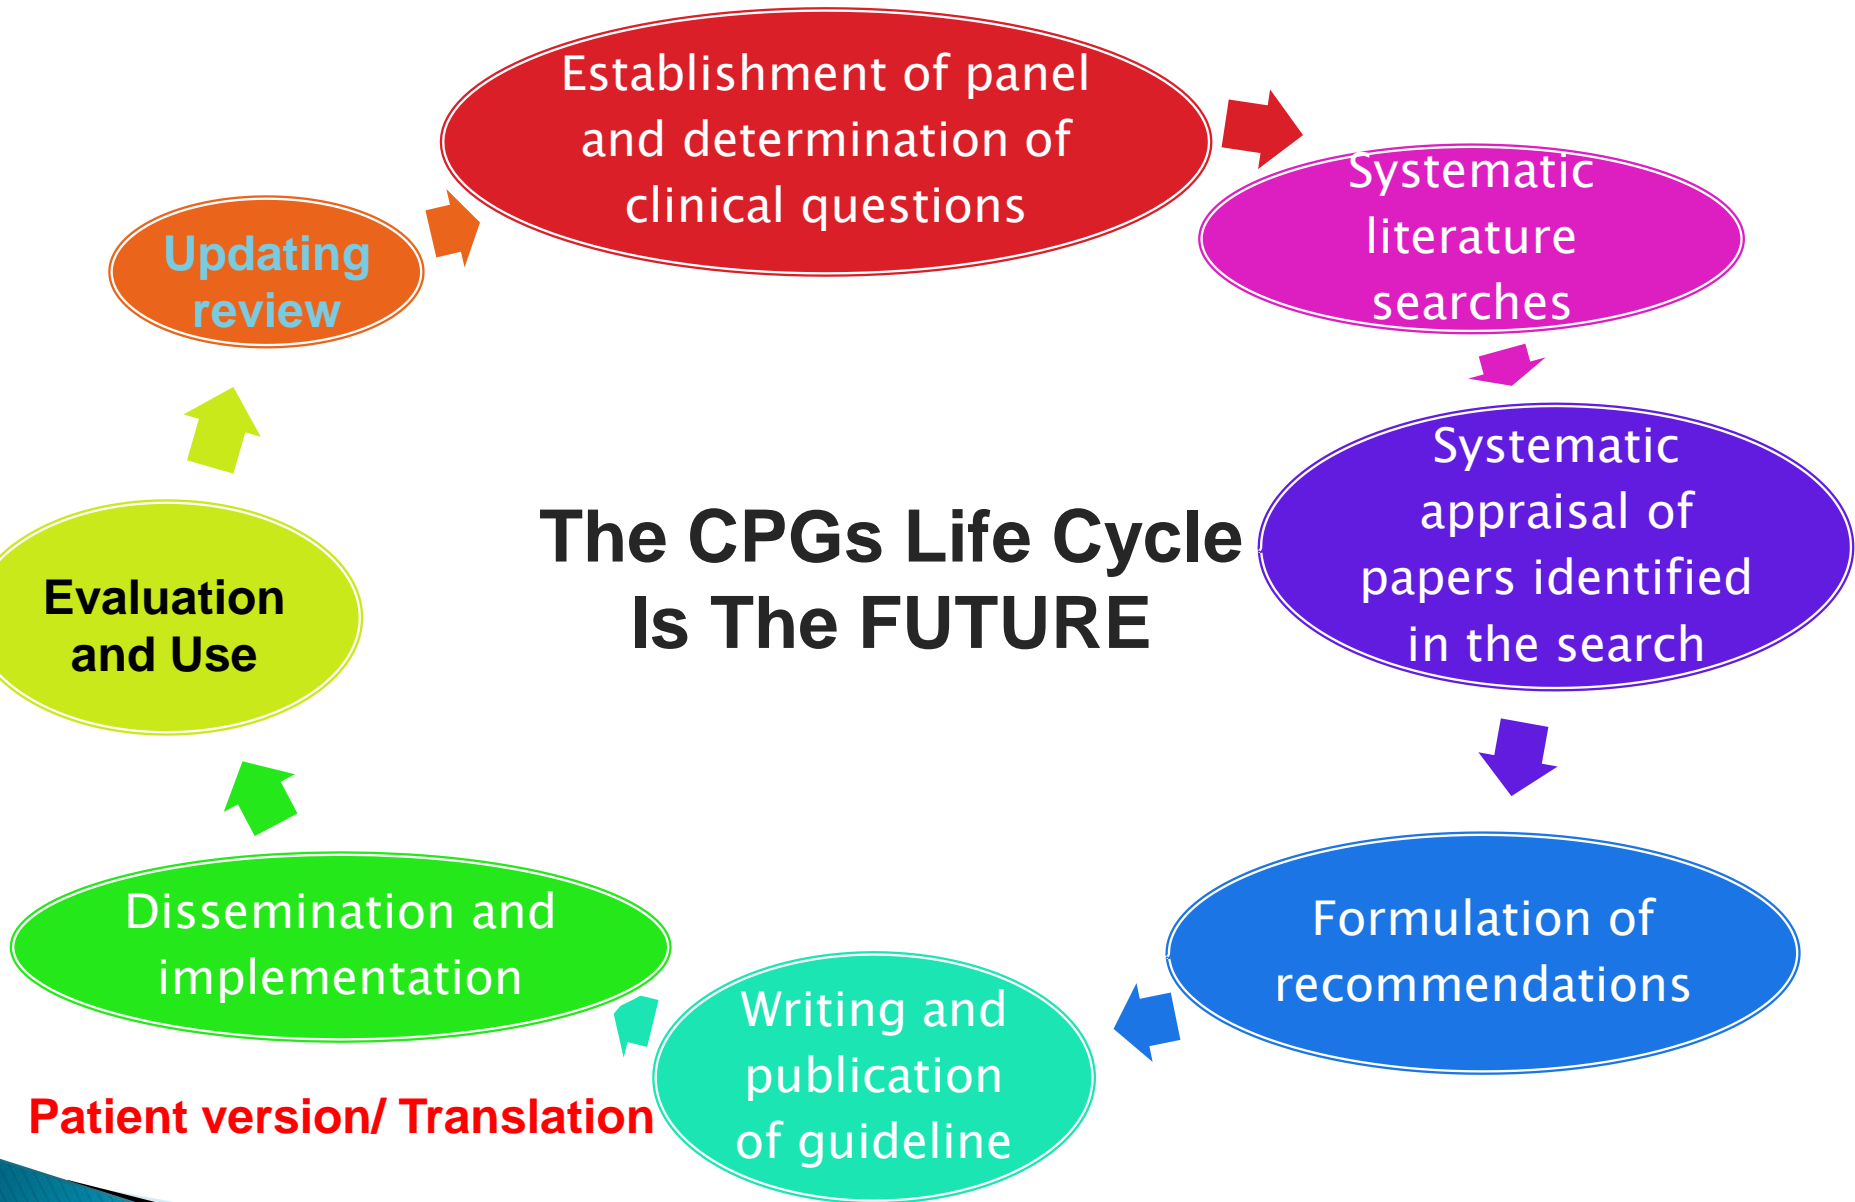 Establishment of panel
and determination of
clinical questions
Systematic
literature
searches
Systematic
appraisal of
papers identified
in the search
Formulation of
recommendations
Writing and
publication
of guideline
Dissemination and
implementation
Patient version/ Translation
Evaluation
and Use
Updating
review
The CPGs Life Cycle
Is The FUTURE